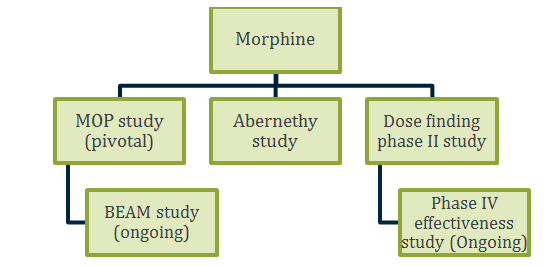 Morphine
MOP study
(pivotal)
Abernethy
study
Dose finding
phase II study
BEAM study
(ongoing)
Phase IV
effectiveness
study (Ongoing)